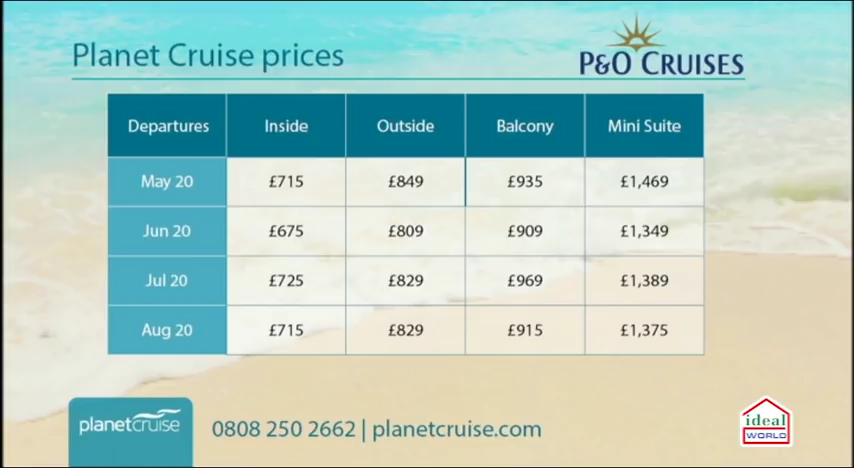 Planet Cruise prices
P&O CRUISES
Departures Inside Outside Balcony Mini Suite
May 20 £715 £849 £935 £1,469
Jun 20 £675 £809 £909 £1,349
Jul 20 £725 £829 £969 £1,389
Aug 20 £715 £829 £915 £1,375
planetcruise
0808 250 2662 | planetcruise.com
ideal
WORLD